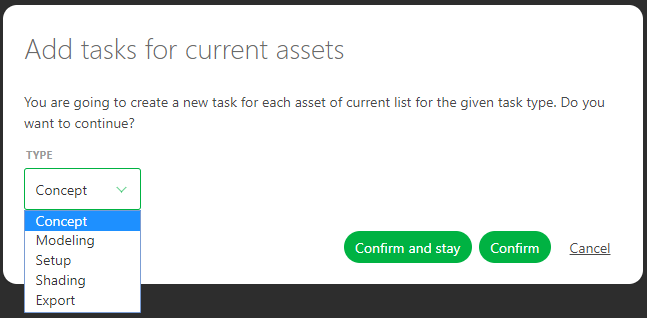 Add tasks for current assets
You are going to create a new task for each asset of current list for the given task type. Do you
want to continue?
TYPE
Concept
Concept
Modeling
Setup
Shading
Export
Confirm and stay
Confirm
Cancel